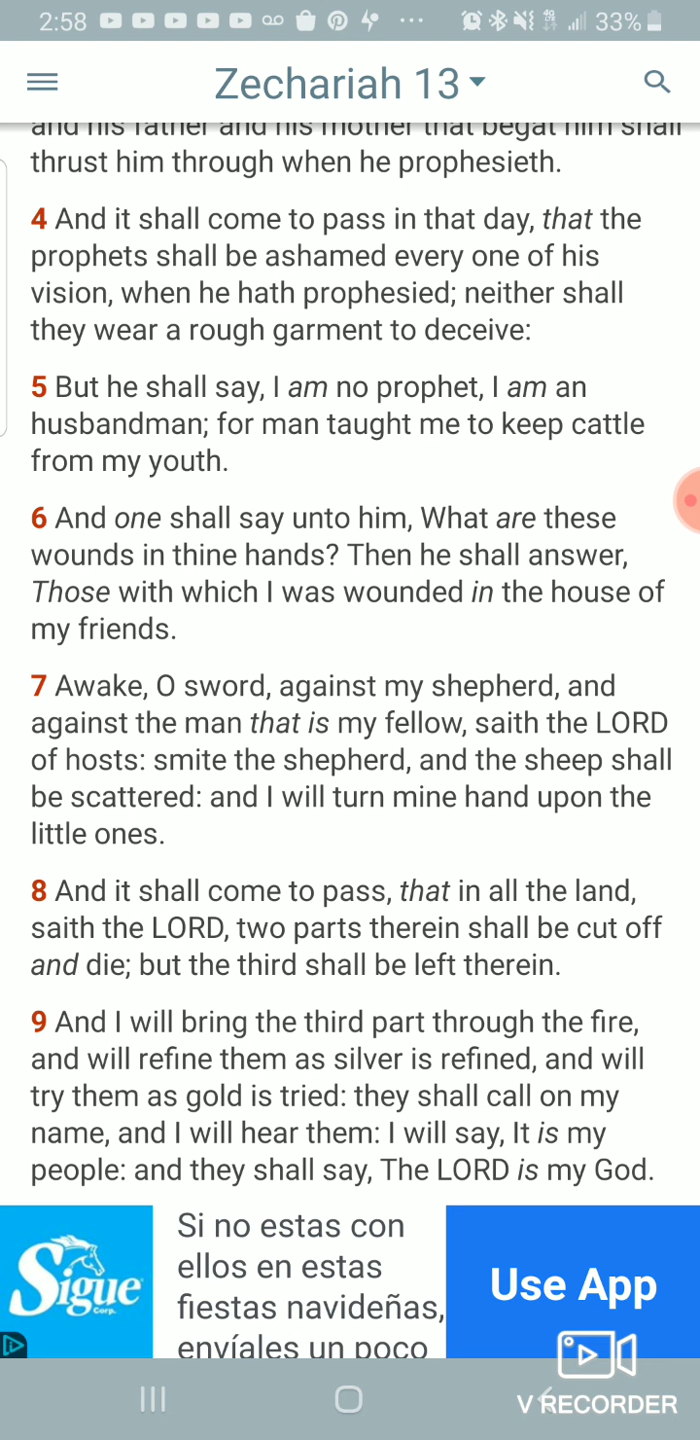 2:58 33%
Zechariah 13
and his father and his mother that begat him shall
thrust him through when he prophesieth.
4 And it shall come to pass in that day, that the
prophets shall be ashamed every one of his
vision, when he hath prophesied; neither shall
they wear a rough garment to deceive:
5 But he shall say, I am no prophet, I am an
husbandman; for man taught me to keep cattle
from my youth.
6 And one shall say unto him, What are these
wounds in thine hands? Then he shall answer,
Those with which I was wounded in the house of
my friends.
7 Awake, O sword, against my shepherd, and
against the man that is my fellow, saith the LORD
of hosts: smite the shepherd, and the sheep shall
be scattered: and I will turn mine hand upon the
little ones.
8 And it shall come to pass, that in all the land,
saith the LORD, two parts therein shall be cut off
and die; but the third shall be left therein.
9 And I will bring the third part through the fire,
and will refine them as silver is refined, and will
try them as gold is tried: they shall call on my
name, and I will hear them: I will say, It is my
people: and they shall say, The LORD is my God.
Sigue
Corp.
Si no estas con
ellos en estas
fiestas navideñas,
envíales un poco
Use App
V RECORDER